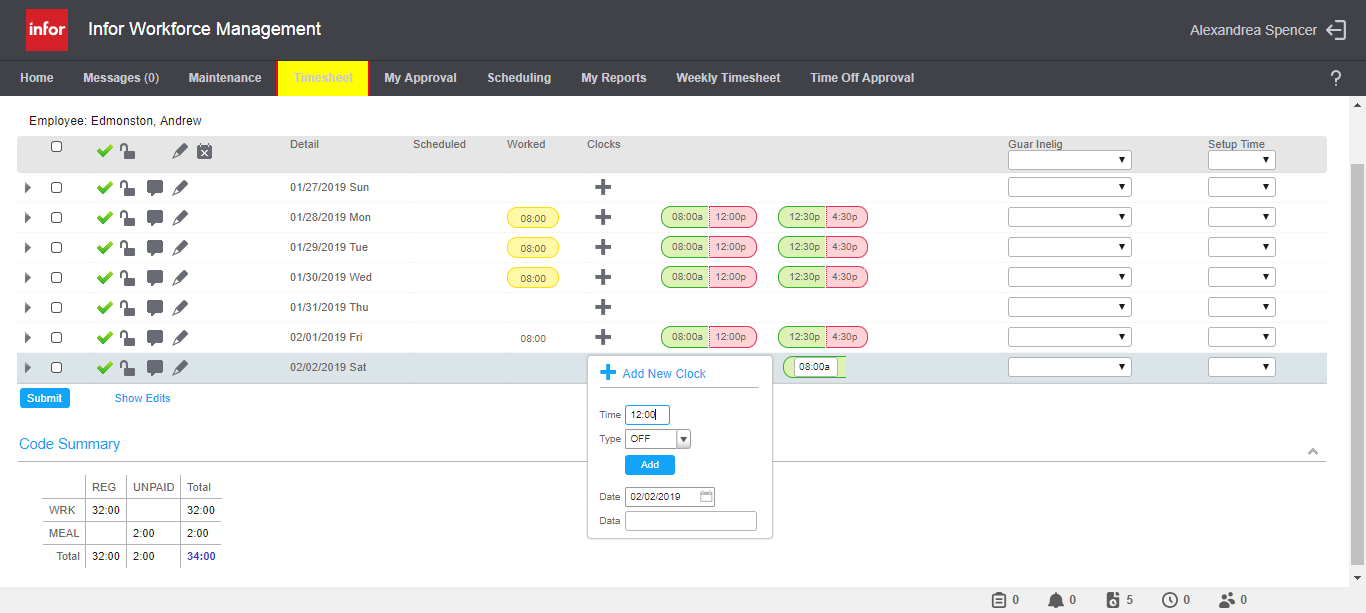 infor Infor Workforce Management Alexandrea Spencer
Home Messages (0) Maintenance Timesheet My Approval Scheduling My Reports Weekly Timesheet Time Off Approval ?
Employee: Edmonston, Andrew
Detail Scheduled Worked Clocks Guar Inelig Setup Time
01/27/2019 Sun
01/28/2019 Mon 08:00 08:00a 12:00p 12:30p 4:30p
01/29/2019 Tue 08:00 08:00a 12:00p 12:30p 4:30p
01/30/2019 Wed 08:00 08:00a 12:00p 12:30p 4:30p
01/31/2019 Thu
02/01/2019 Fri 08:00 08:00a 12:00p 12:30p 4:30p
02/02/2019 Sat 08:00a
Add New Clock
Time 12:00
Type OFF
Add
Date 02/02/2019
Data
Submit Show Edits
Code Summary
REG UNPAID Total
WRK 32:00 32:00
MEAL 2:00 2:00
Total 32:00 2:00 34:00
0 0 5 0 0